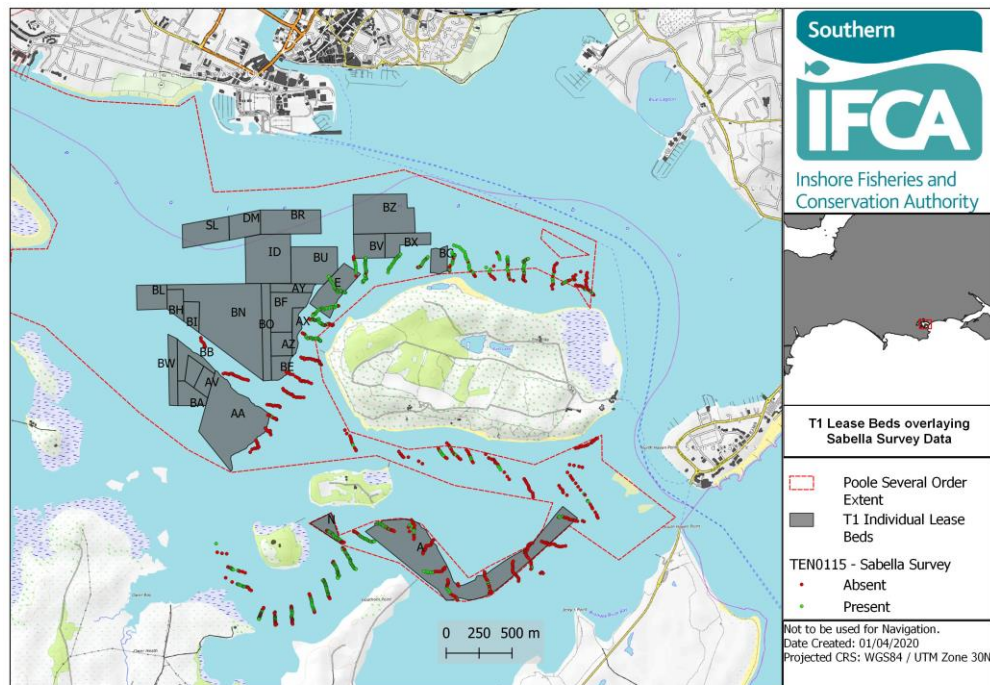 Southern
IFCA
Inshore Fisheries and
Conservation Authority
T1 Lease Beds overlaying
Sabella Survey Data
Poole Several Order
Extent
T1 Individual Lease
Beds
TEN0115 - Sabella Survey
Absent
Present
Not to be used for Navigation.
Date Created: 01/04/2020
Projected CRS: WGS84 / UTM Zone 30N
Blue Lagoon
SL
DM
BR
BZ
ID
BU
BV
BX
E
BL
BH
BI
BN
BO
BF
AY
AX
AZ
BE
BB
BW
AV
BA
AA
N
A
0 250 500 m